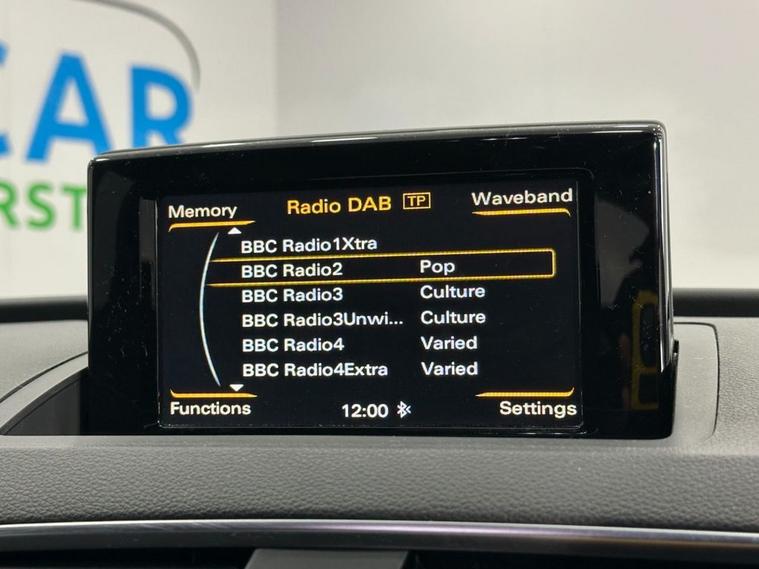 CAR
RST
Memory
Radio DAB TP
Waveband
BBC Radio1Xtra
BBC Radio2 Pop
BBC Radio3 Culture
BBC Radio3Unwi... Culture
BBC Radio4 Varied
BBC Radio4Extra Varied
Functions
12:00
Settings